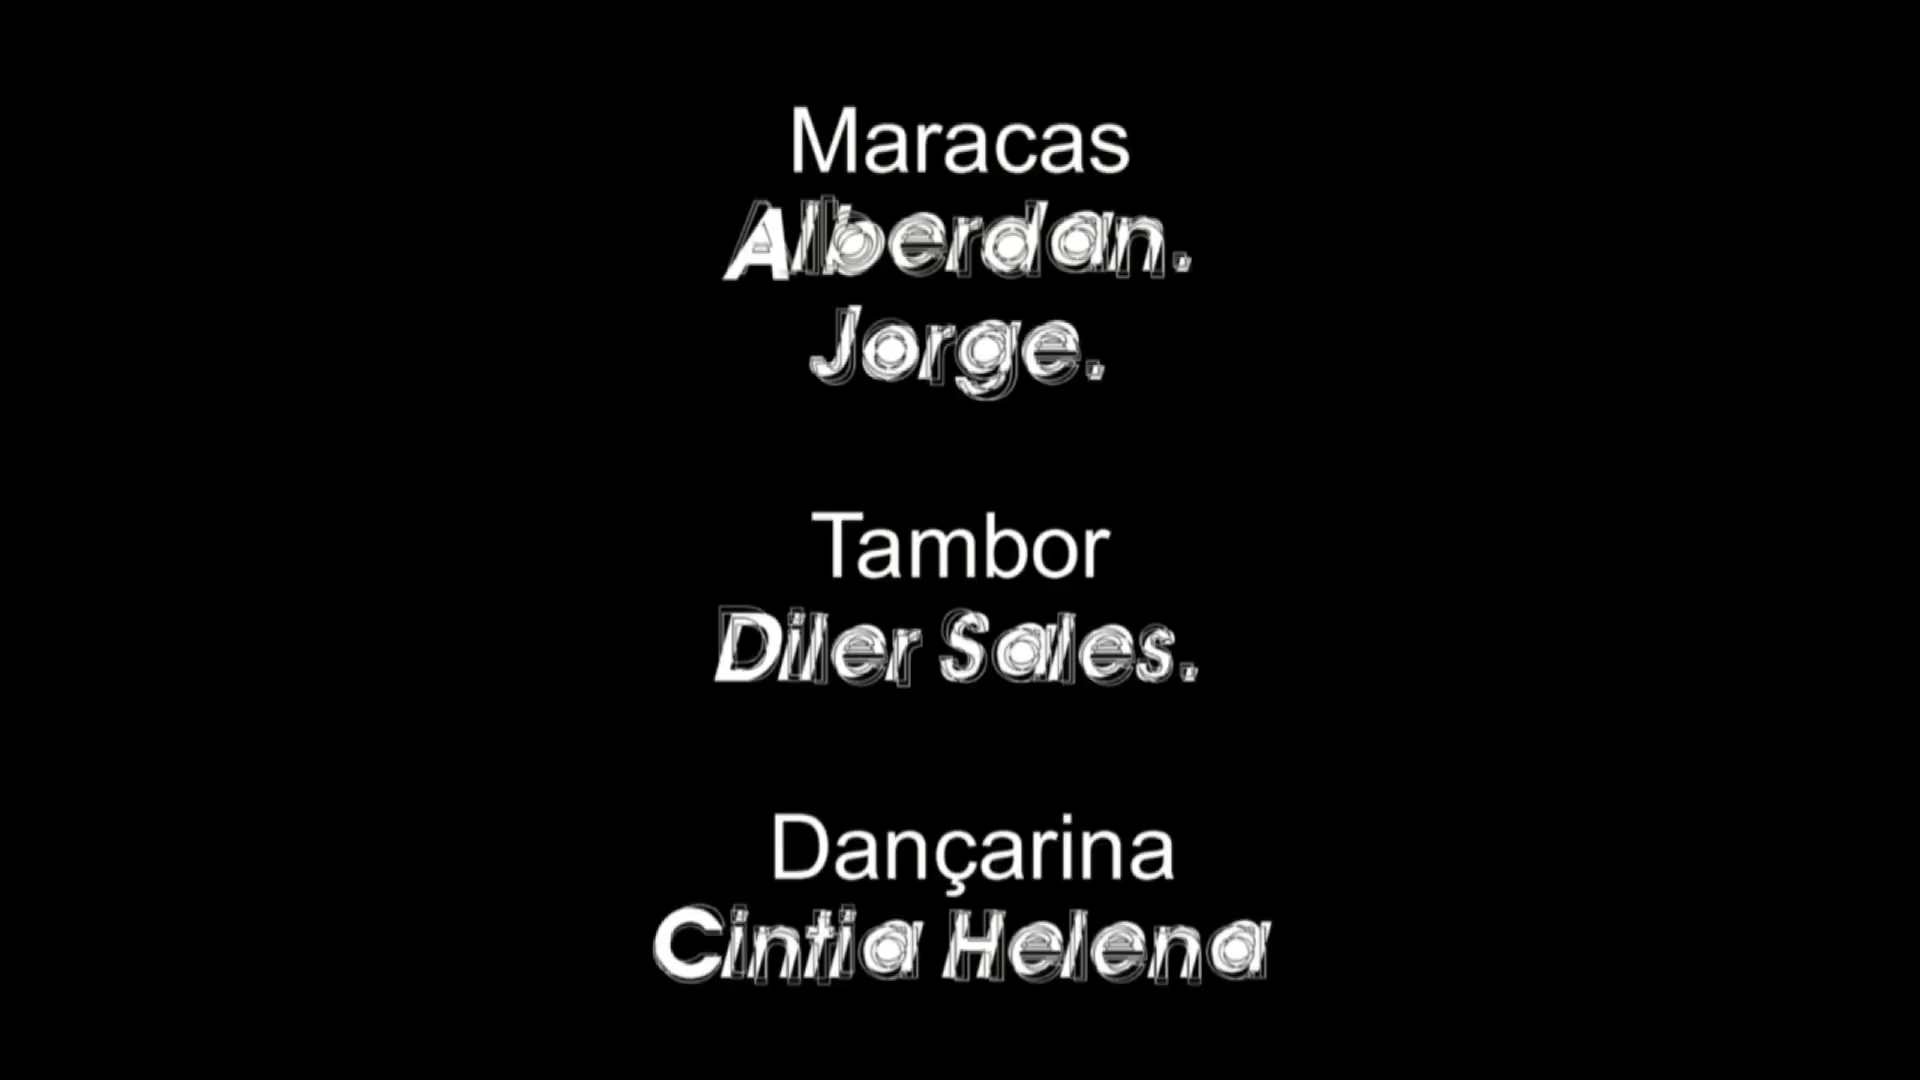 Maracas
Alberdan.
Jorge.
Tambor
Diler Sales.
Dançarina
Cintia Helena